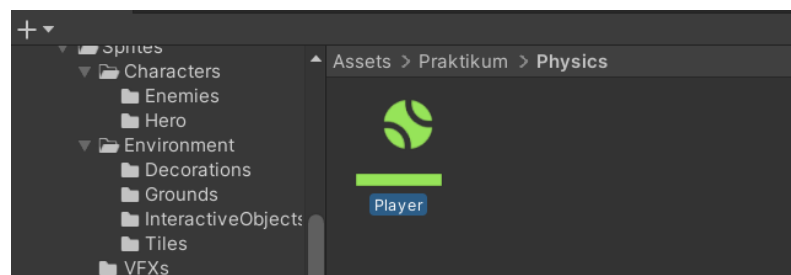 Sprites
Characters
Enemies
Hero
Environment
Decorations
Grounds
InteractiveObjects
Tiles
VFXs
Assets > Praktikum > Physics
Player